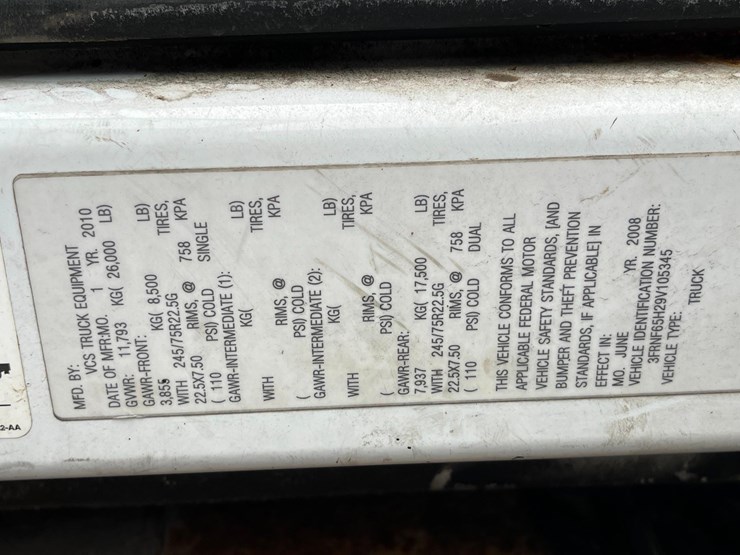 MFD. BY:
VCS TRUCK EQUIPMENT
DATE OF MFR:MO. 1 YR. 2010
GVWR: 11,793 KG( 26,000 LB)
GAWR-FRONT:
3,855 KG( 8,500 LB)
WITH 245/75R22.5G TIRES,
22.5X7.50 RIMS, @ 758 KPA
( 110 PSI) COLD SINGLE
GAWR-INTERMEDIATE (1):
KG( LB)
WITH TIRES,
RIMS, @ KPA
( PSI) COLD
GAWR-INTERMEDIATE (2):
KG( LB)
WITH TIRES,
RIMS, @ KPA
( PSI) COLD
GAWR-REAR:
7,937 KG( 17,500 LB)
WITH 245/75R22.5G TIRES,
22.5X7.50 RIMS, @ 758 KPA
( 110 PSI) COLD DUAL
THIS VEHICLE CONFORMS TO ALL
APPLICABLE FEDERAL MOTOR
VEHICLE SAFETY STANDARDS, [AND
BUMPER AND THEFT PREVENTION
STANDARDS, IF APPLICABLE] IN
EFFECT IN:
MO. JUNE YR. 2008
VEHICLE IDENTIFICATION NUMBER:
3FRNF6SH29V105345
VEHICLE TYPE: TRUCK
2-AA